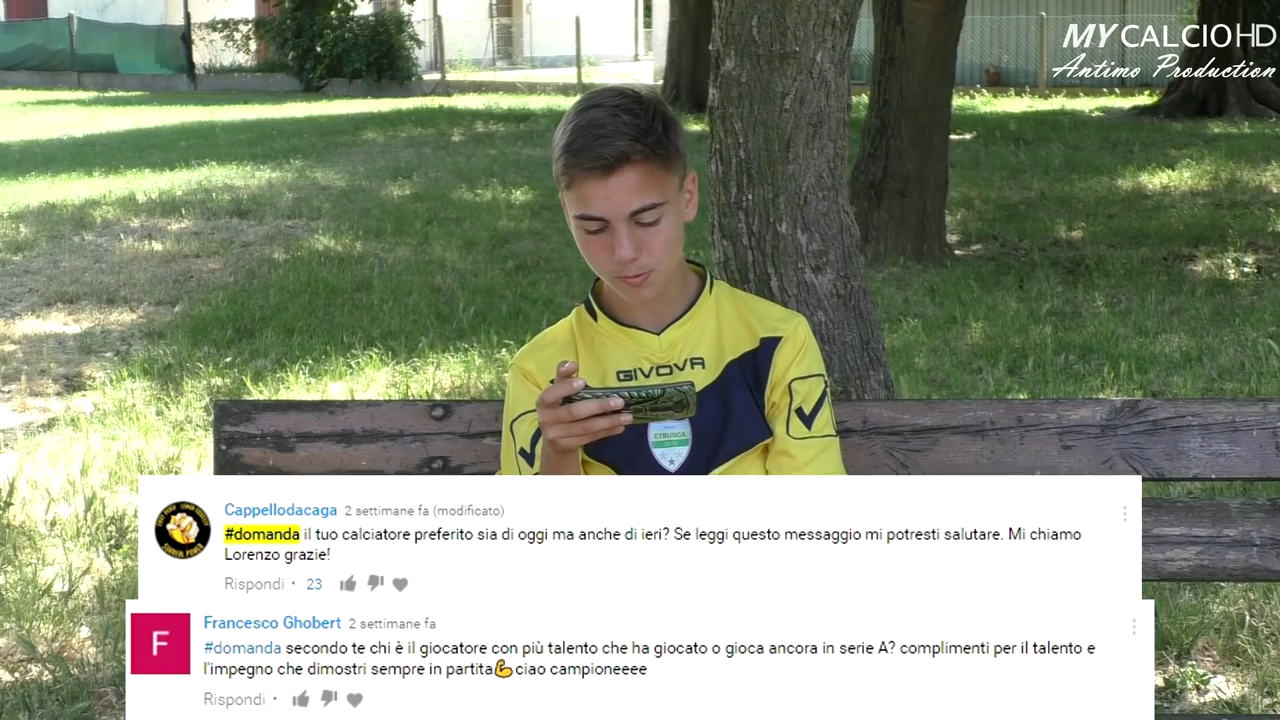 MY CALCIO HD
Antimo Production
GIVOVA
ETRUSCA
Cappellodacaga 2 settimane fa (modificato)
#domanda il tuo calciatore preferito sia di oggi ma anche di ieri? Se leggi questo messaggio mi potresti salutare. Mi chiamo
Lorenzo grazie!
Rispondi • 23
F
Francesco Ghobert 2 settimane fa
#domanda secondo te chi è il giocatore con più talento che ha giocato o gioca ancora in serie A? complimenti per il talento e
l'impegno che dimostri sempre in partita💪ciao campioneeee
Rispondi •